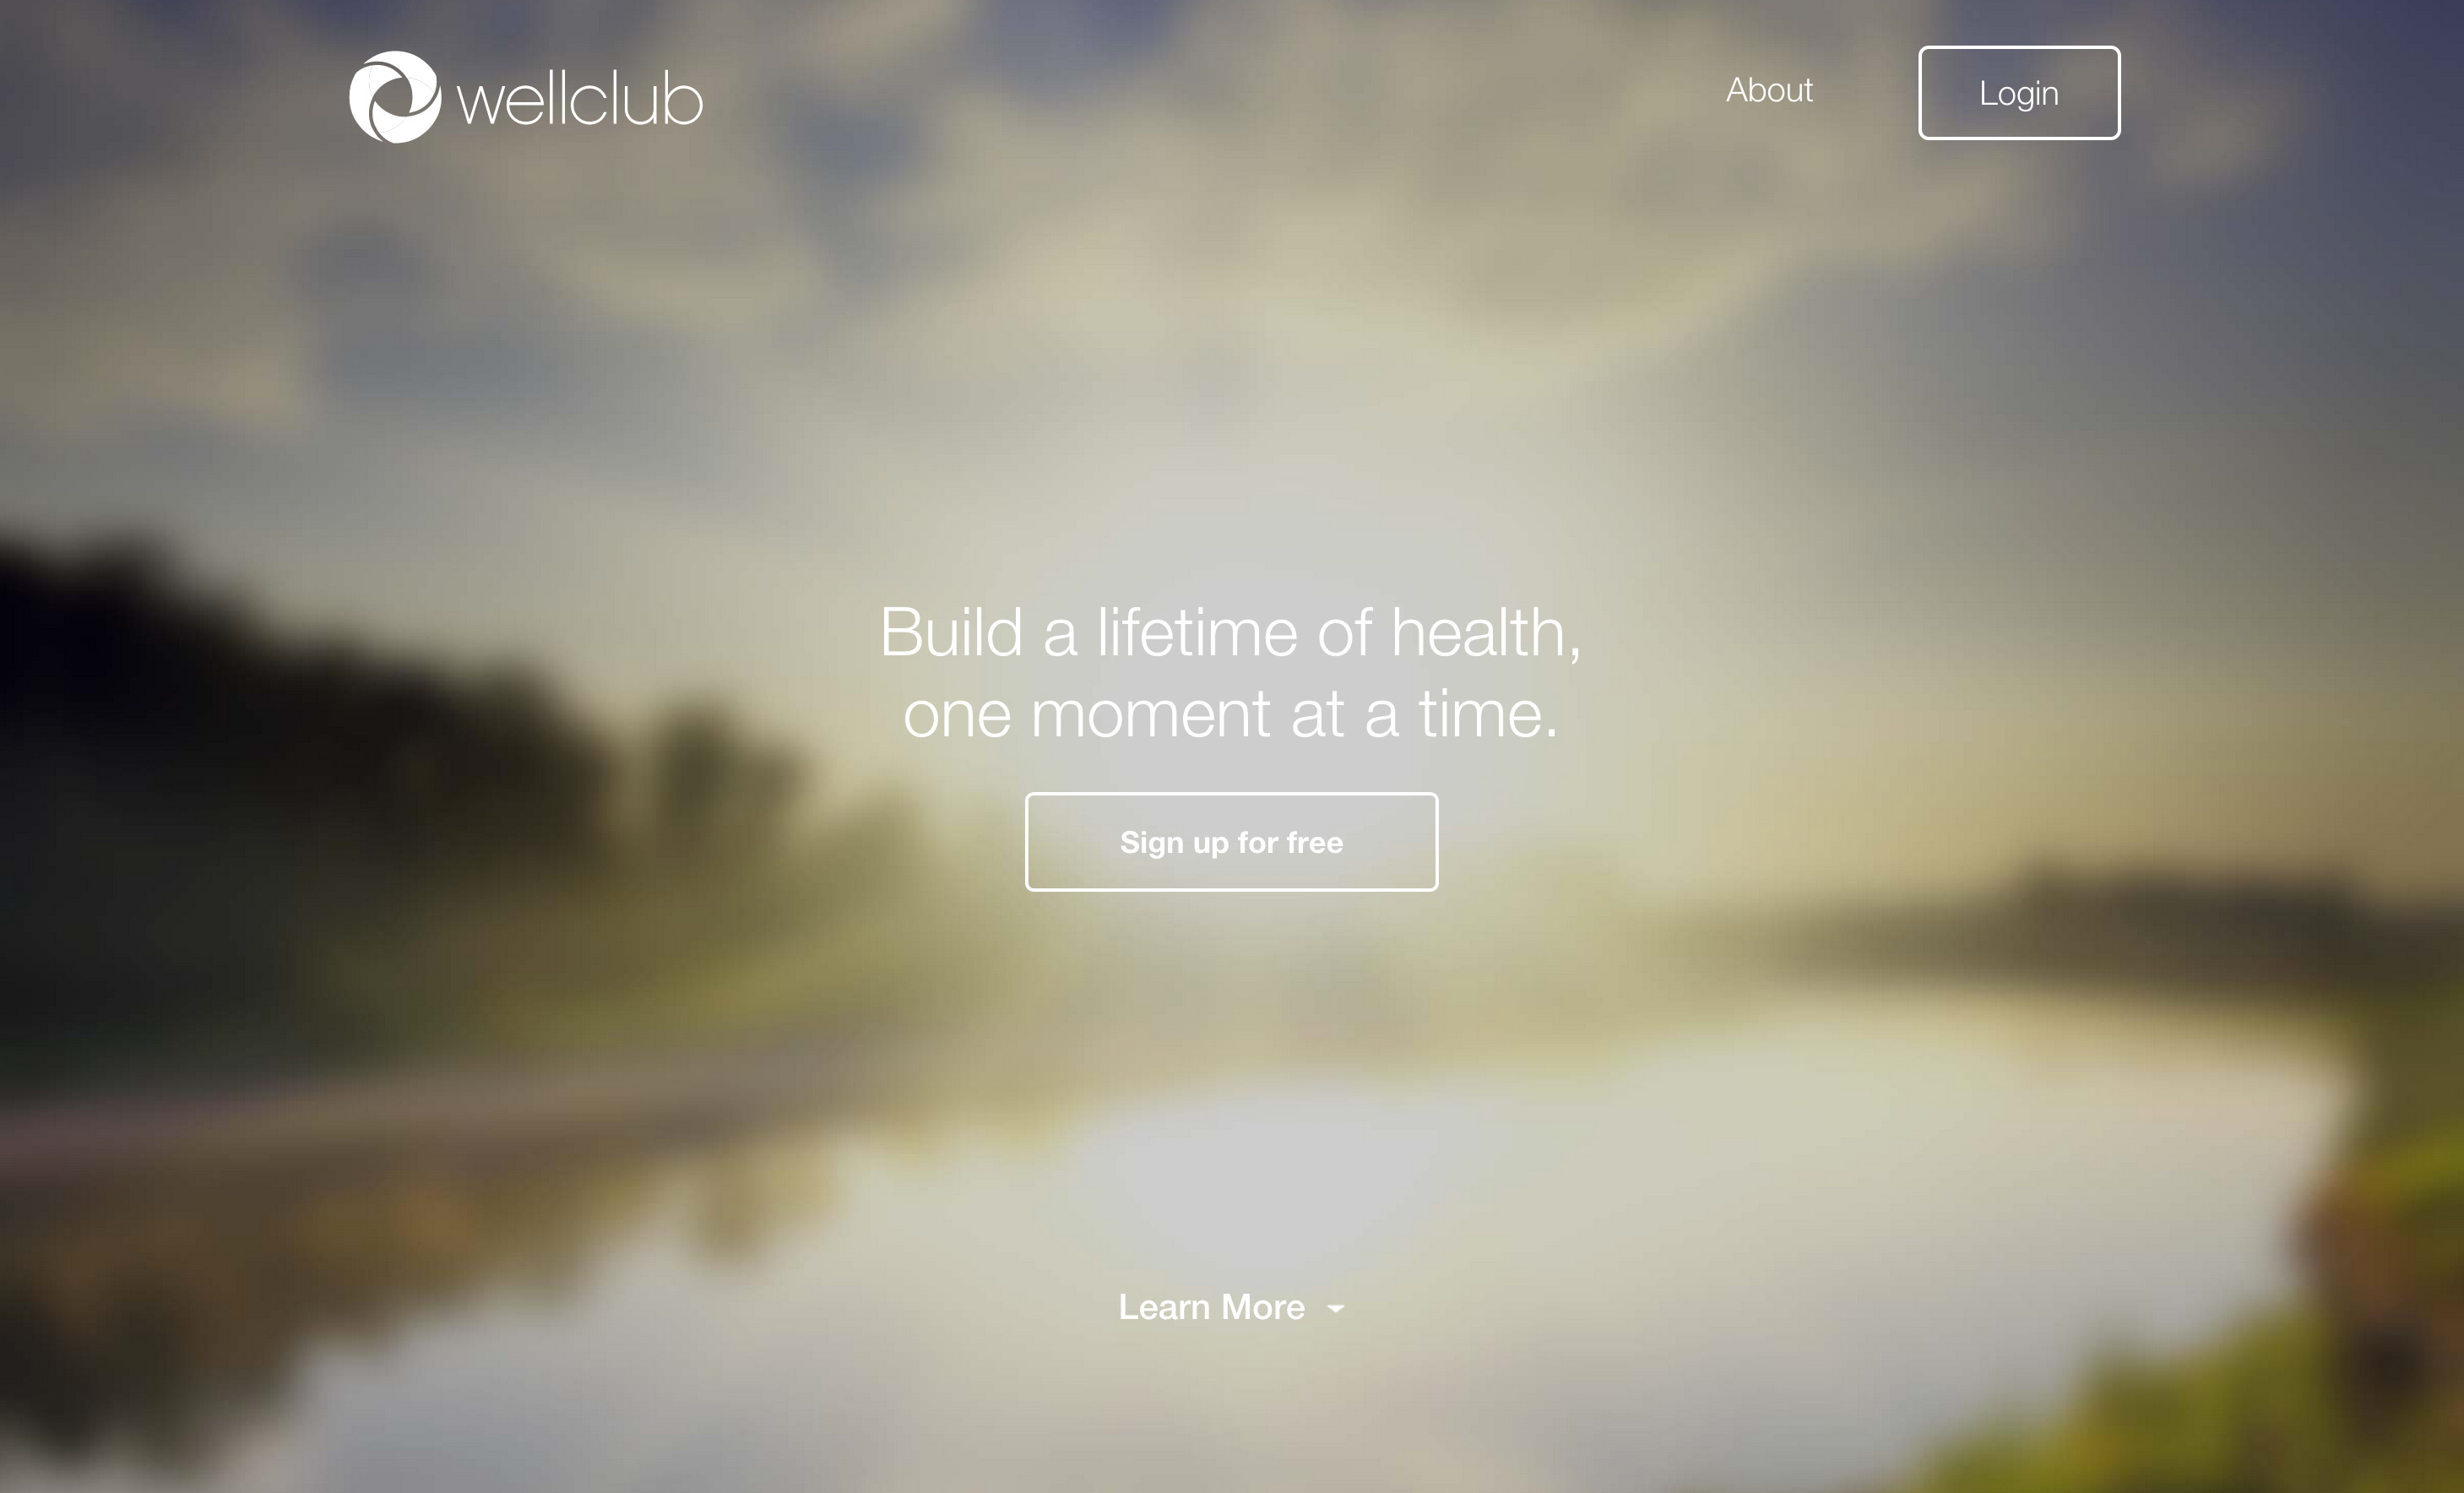 wellclub
About
Login
Build a lifetime of health,
one moment at a time.
Sign up for free
Learn More